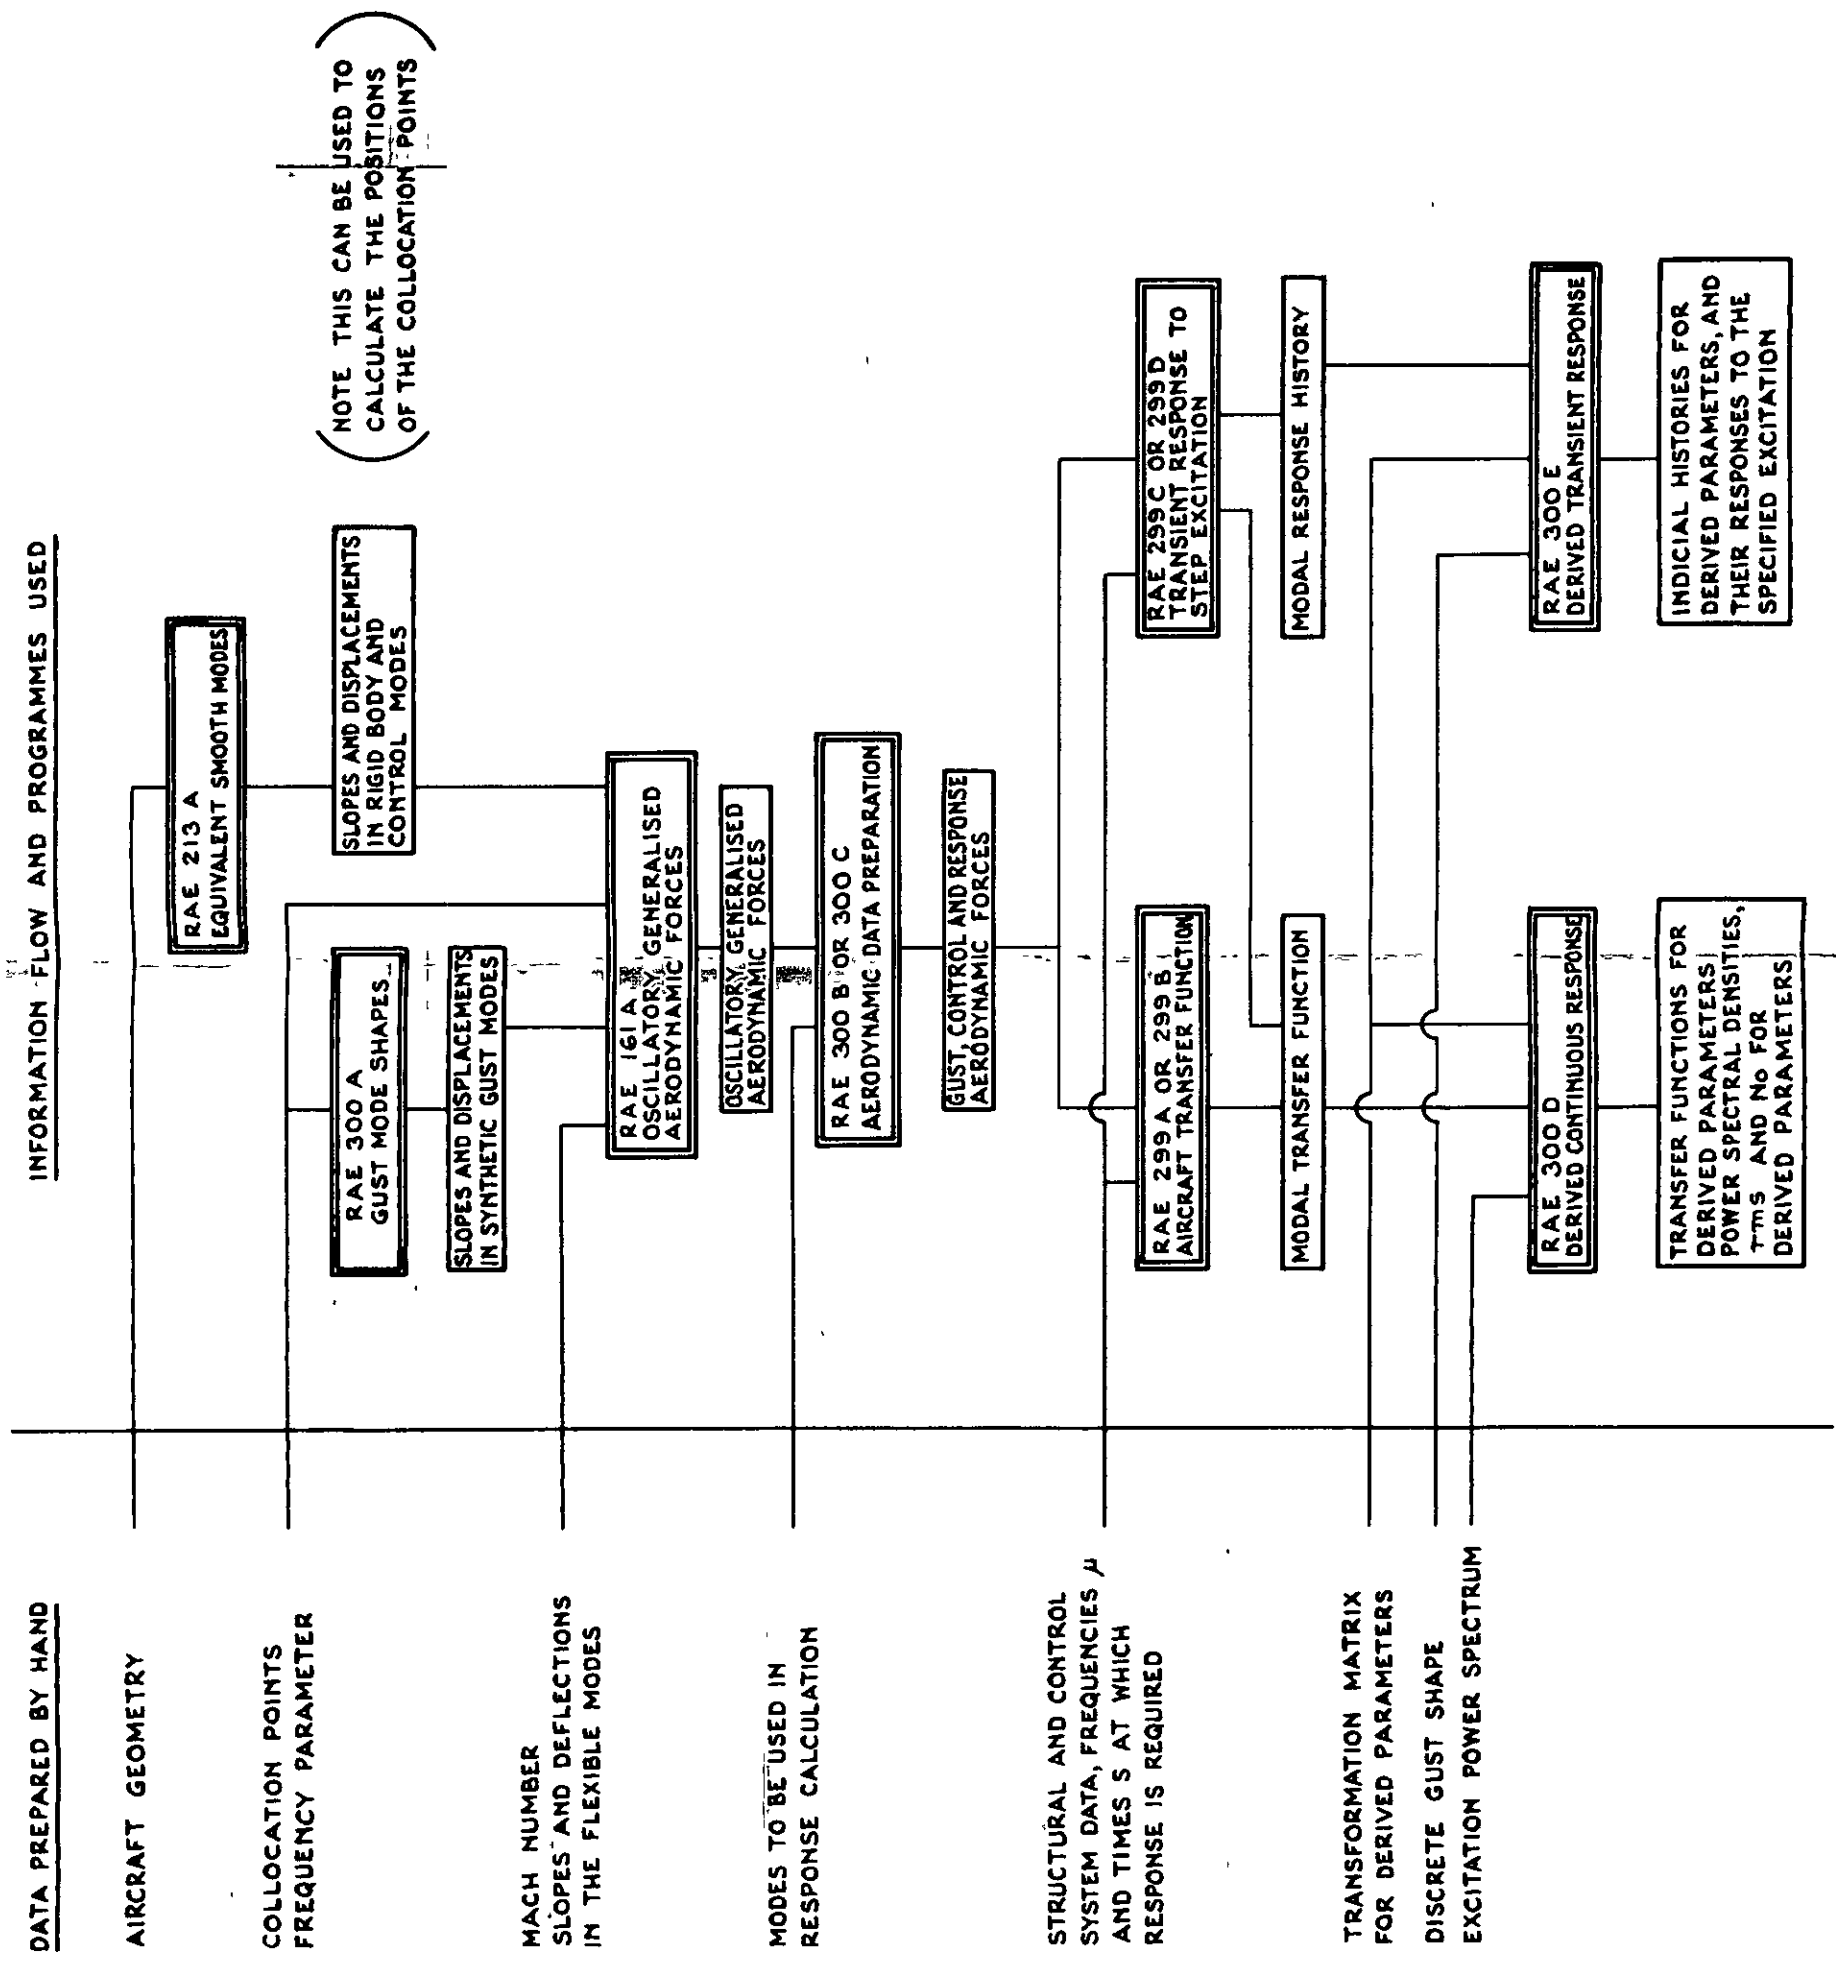 DATA PREPARED BY HAND
INFORMATION FLOW AND PROGRAMMES USED
AIRCRAFT GEOMETRY
RAE 213 A
EQUIVALENT SMOOTH MODES
COLLOCATION POINTS
FREQUENCY PARAMETER
RAE 300 A
GUST MODE SHAPES
SLOPES AND DISPLACEMENTS
IN RIGID BODY AND
CONTROL MODES
NOTE THIS CAN BE USED TO
CALCULATE THE POSITIONS
OF THE COLLOCATION POINTS
SLOPES AND DISPLACEMENTS
IN SYNTHETIC GUST MODES
MACH NUMBER
SLOPES AND DEFLECTIONS
IN THE FLEXIBLE MODES
RAE 161 A
OSCILLATORY GENERALISED
AERODYNAMIC FORCES
OSCILLATORY GENERALISED
AERODYNAMIC FORCES
MODES TO BE USED IN
RESPONSE CALCULATION
RAE 300 B OR 300 C
AERODYNAMIC DATA PREPARATION
GUST, CONTROL AND RESPONSE
AERODYNAMIC FORCES
STRUCTURAL AND CONTROL
SYSTEM DATA, FREQUENCIES μ
AND TIMES S AT WHICH
RESPONSE IS REQUIRED
RAE 299 A OR 299 B
AIRCRAFT TRANSFER FUNCTION
RAE 299 C OR 299 D
TRANSIENT RESPONSE TO
STEP EXCITATION
MODAL TRANSFER FUNCTION
MODAL RESPONSE HISTORY
TRANSFORMATION MATRIX
FOR DERIVED PARAMETERS
DISCRETE GUST SHAPE
EXCITATION POWER SPECTRUM
RAE 300 D
DERIVED CONTINUOUS RESPONSE
RAE 300 E
DERIVED TRANSIENT RESPONSE
TRANSFER FUNCTIONS FOR
DERIVED PARAMETERS
POWER SPECTRAL DENSITIES,
rms AND No FOR
DERIVED PARAMETERS
INDICIAL HISTORIES FOR
DERIVED PARAMETERS, AND
THEIR RESPONSES TO THE
SPECIFIED EXCITATION